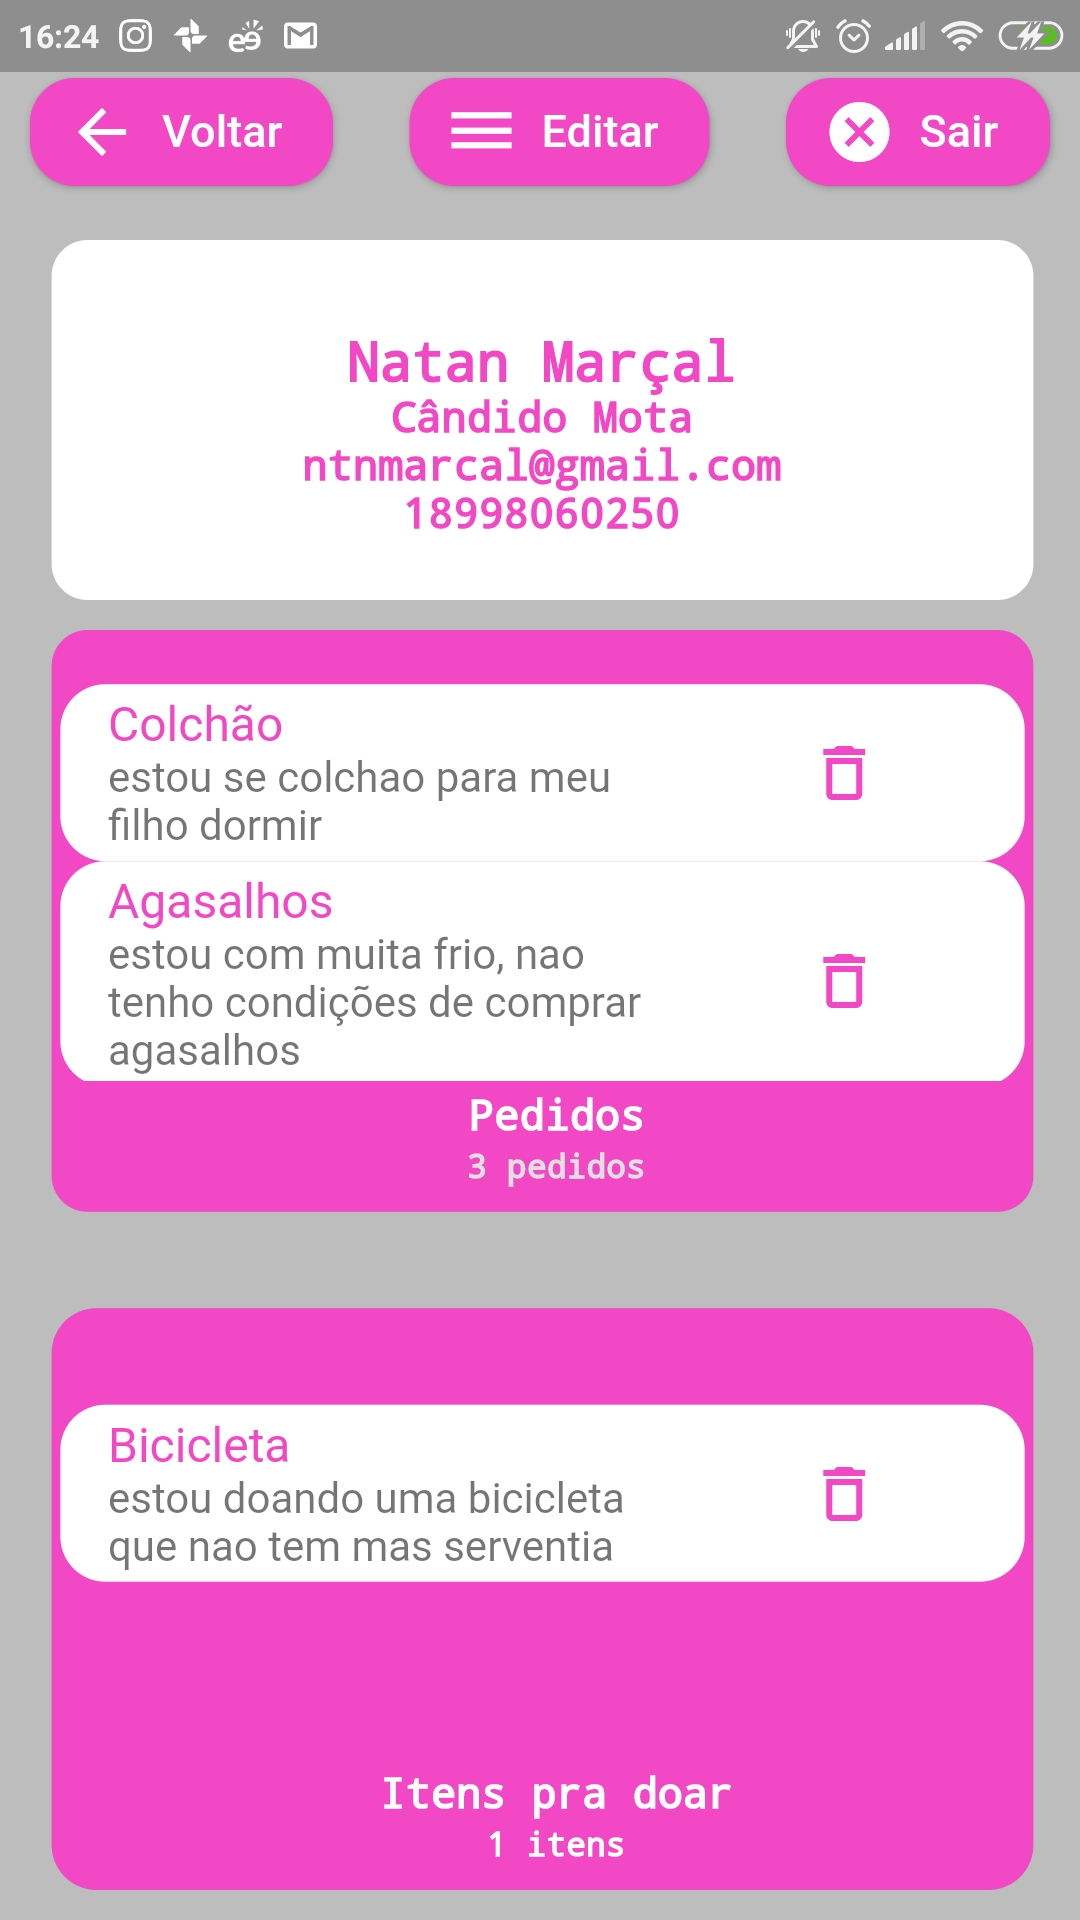 16:24
Voltar
Editar
Sair
Natan Marçal
Cândido Mota
ntnmarcal@gmail.com
18998060250
Colchão
estou se colchao para meu
filho dormir
Agasalhos
estou com muita frio, nao
tenho condições de comprar
agasalhos
Pedidos
3 pedidos
Bicicleta
estou doando uma bicicleta
que nao tem mas serventia
Itens pra doar
1 itens